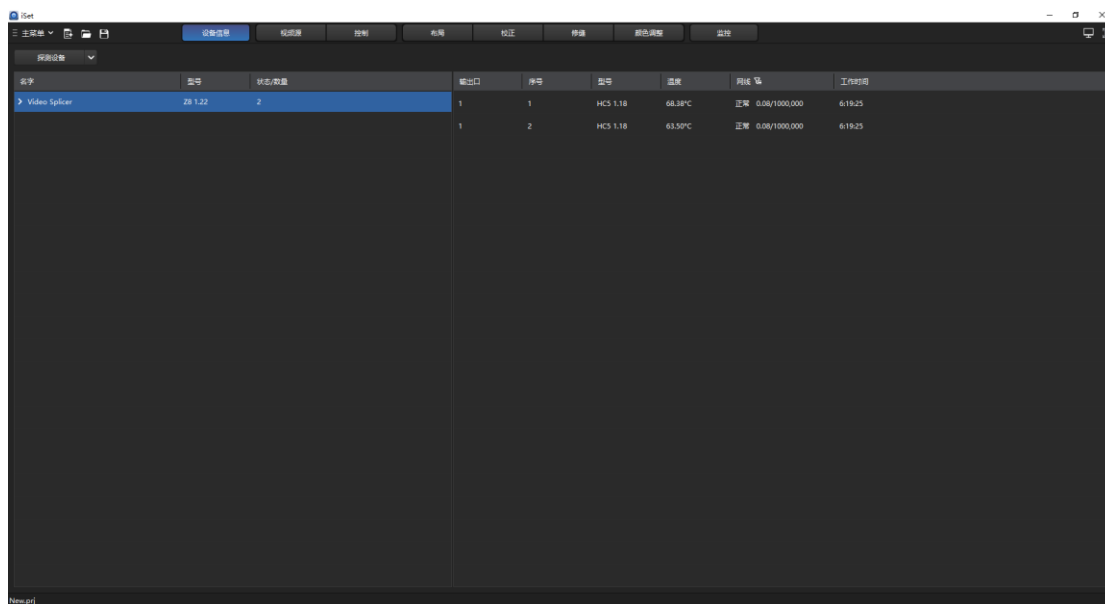 iSet
主菜单 设备信息 视频源 控制 布局 校正 修缝 颜色调整 监控
探测设备
名字 型号 状态/数量 输出口 序号 型号 温度 网线 工作时间
Video Splicer Z8 1.22 2 1 1 HC5 1.18 68.38°C 正常 0.08/1000,000 6:19:25
1 2 HC5 1.18 63.50°C 正常 0.08/1000,000 6:19:25
New.prj